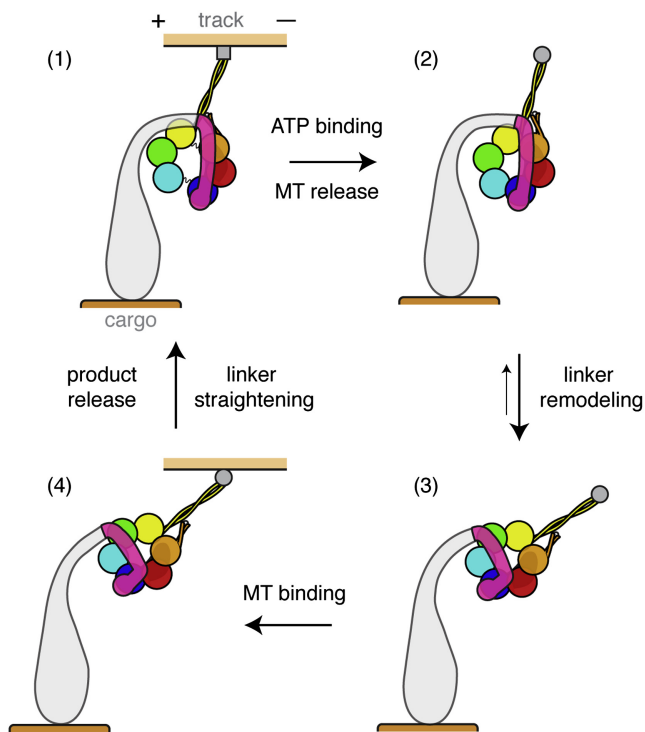 + track −
(1)
(2)
ATP binding
MT release
cargo
product
release
linker
straightening
linker
remodeling
(4)
(3)
MT binding